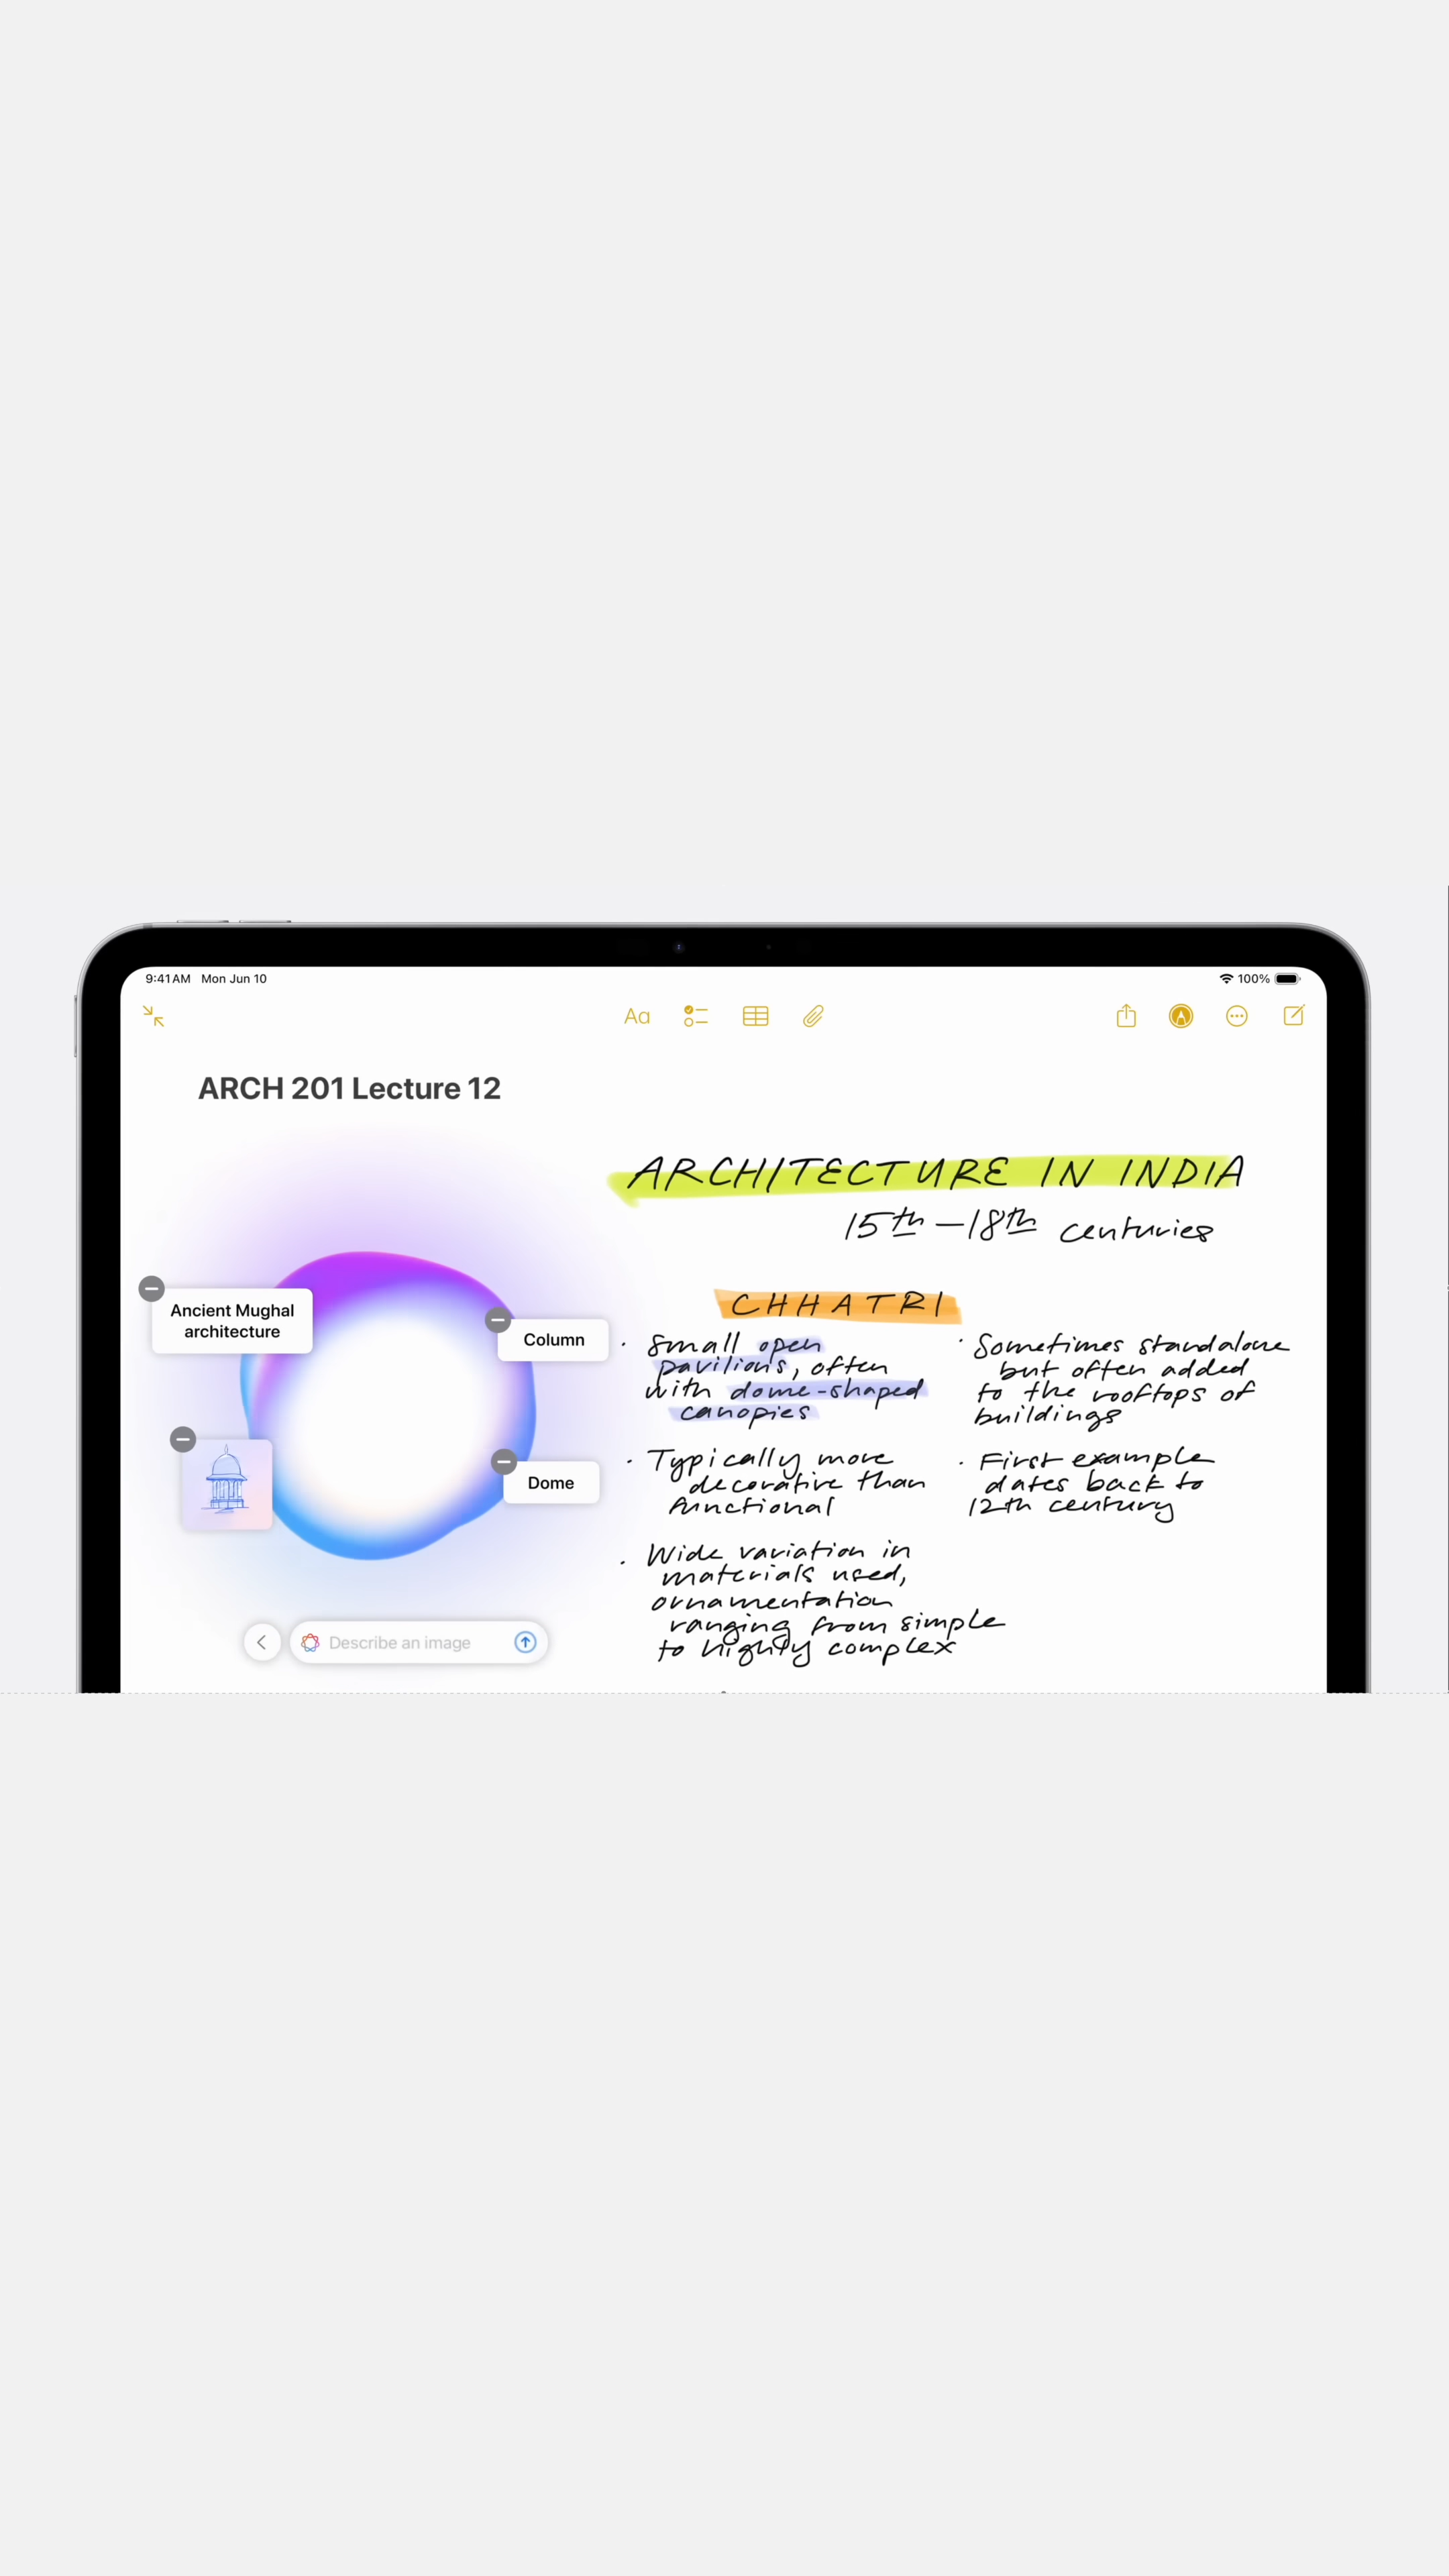 9:41 AM Mon Jun 10
100%
Aa
ARCH 201 Lecture 12
ARCHITECTURE IN INDIA
15th – 18th centuries
Ancient Mughal
architecture
Column
Dome
Describe an image
CHHATRI
· Small open
pavilions, often
with dome-shaped
canopies
· Typically more
decorative than
functional
· Wide variation in
materials used,
ornamentation
ranging from simple
to highly complex
· Sometimes standalone
but often added
to the rooftops of
buildings
· First example
dates back to
12th century